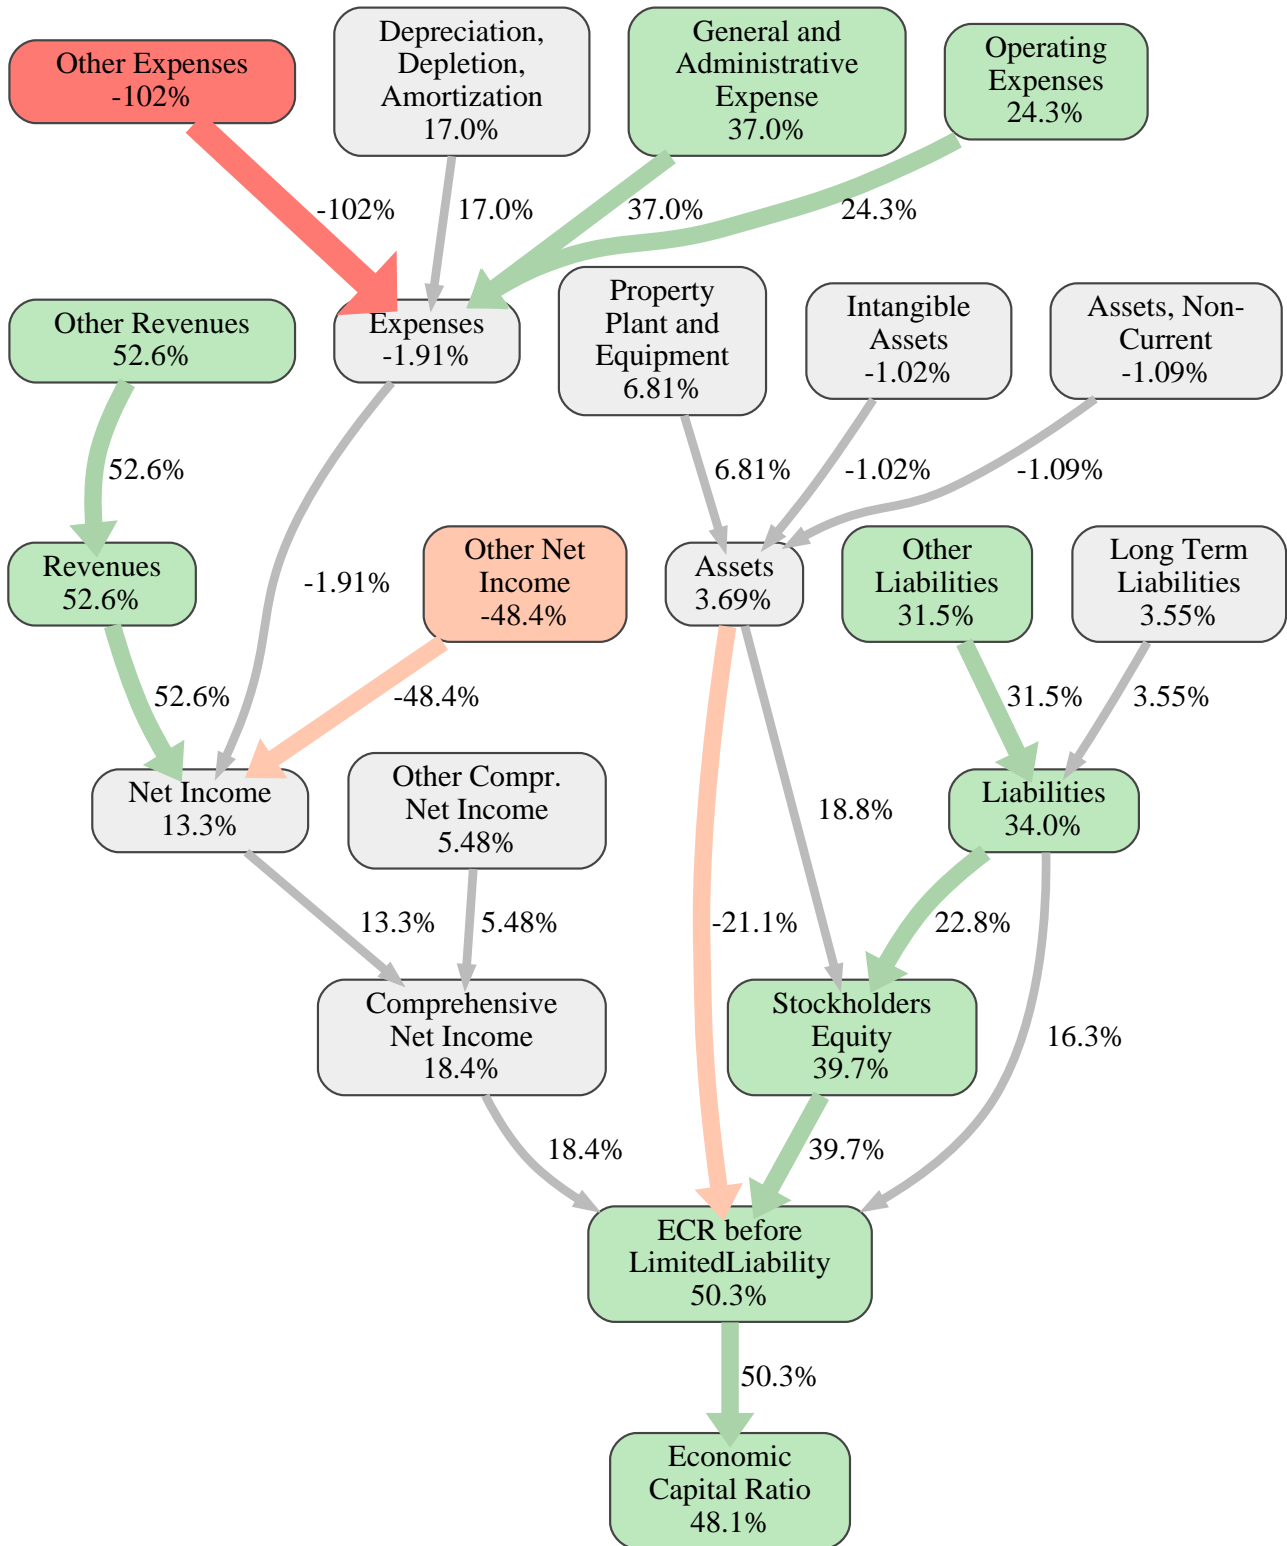 Other Expenses
-102%
Depreciation,
Depletion,
Amortization
17.0%
General and
Administrative
Expense
37.0%
Operating
Expenses
24.3%
-102%
17.0%
37.0%
24.3%
Other Revenues
52.6%
Expenses
-1.91%
Property
Plant and
Equipment
6.81%
Intangible
Assets
-1.02%
Assets, Non-
Current
-1.09%
52.6%
6.81%
-1.02%
-1.09%
Revenues
52.6%
-1.91%
Other Net
Income
-48.4%
Assets
3.69%
Other
Liabilities
31.5%
Long Term
Liabilities
3.55%
52.6%
-48.4%
31.5%
3.55%
Net Income
13.3%
Other Compr.
Net Income
5.48%
18.8%
Liabilities
34.0%
13.3%
5.48%
-21.1%
22.8%
Comprehensive
Net Income
18.4%
Stockholders
Equity
39.7%
16.3%
18.4%
39.7%
ECR before
LimitedLiability
50.3%
50.3%
Economic
Capital Ratio
48.1%